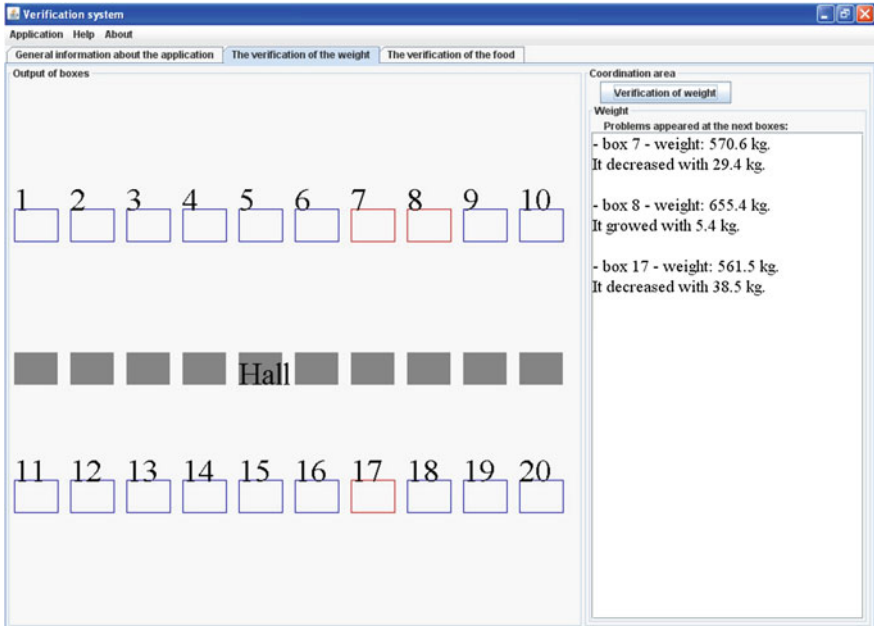 Verification system
Application Help About
General information about the application The verification of the weight The verification of the food
Output of boxes
1 2 3 4 5 6 7 8 9 10
Hall
11 12 13 14 15 16 17 18 19 20
Coordination area
Verification of weight
Weight
Problems appeared at the next boxes:
- box 7 - weight: 570.6 kg.
It decreased with 29.4 kg.
- box 8 - weight: 655.4 kg.
It growed with 5.4 kg.
- box 17 - weight: 561.5 kg.
It decreased with 38.5 kg.